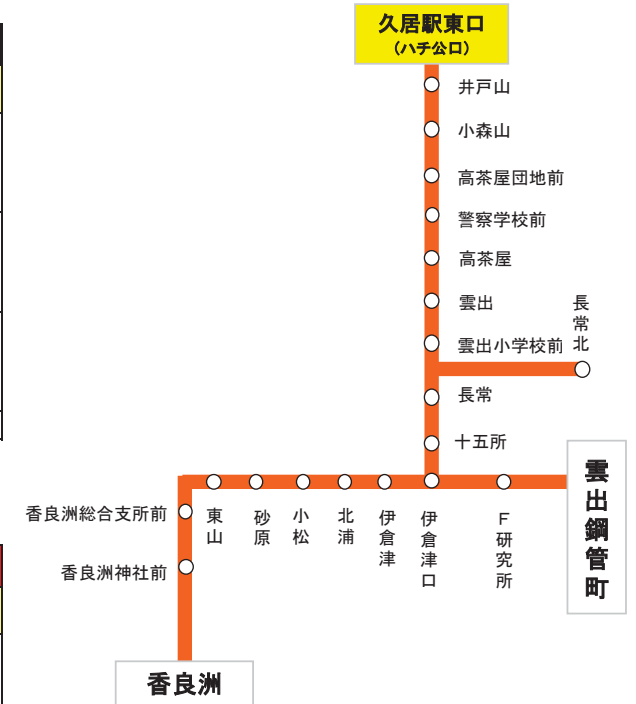 久居駅東口
(ハチ公口)
井戸山
小森山
高茶屋団地前
警察学校前
高茶屋
雲出
雲出小学校前
長常北
長常
十五所
雲出鋼管町
伊倉津口
F研究所
伊倉津
北浦
小松
砂原
東山
香良洲総合支所前
香良洲神社前
香良洲